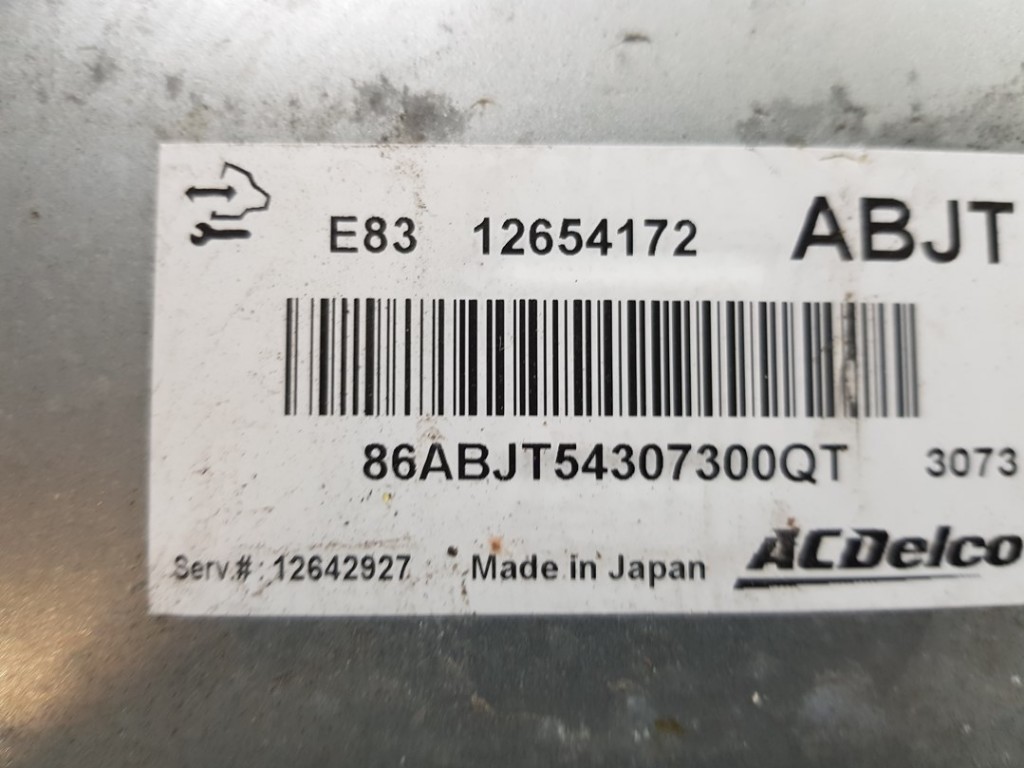 E83 12654172 ABJT
86ABJT54307300QT 3073
Serv.#: 12642927 Made in Japan ACDelco